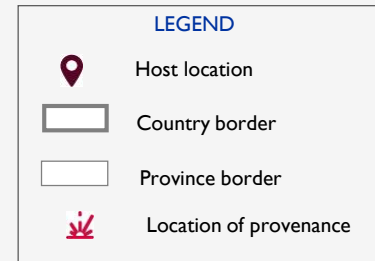 LEGEND
Host location
Country border
Province border
Location of provenance